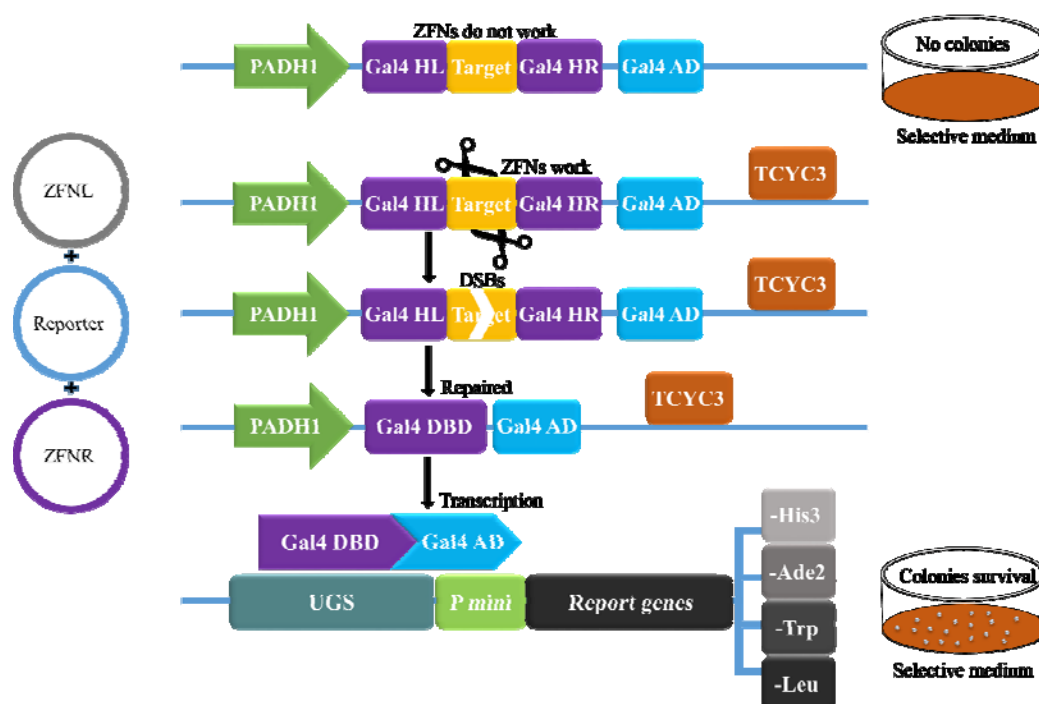 ZFNs do not work
PADH1
Gal4 HL
Target
Gal4 HR
Gal4 AD
No colonies
Selective medium
ZFNL
+
Reporter
+
ZFNR
ZFNs work
PADH1
Gal4 HL
Target
Gal4 HR
Gal4 AD
TCYC3
DSBs
PADH1
Gal4 HL
Target
Gal4 HR
Gal4 AD
TCYC3
Repaired
PADH1
Gal4 DBD
Gal4 AD
TCYC3
Transcription
Gal4 DBD
Gal4 AD
UGS
P mini
Report genes
-His3
-Ade2
-Trp
-Leu
Colonies survival
Selective medium